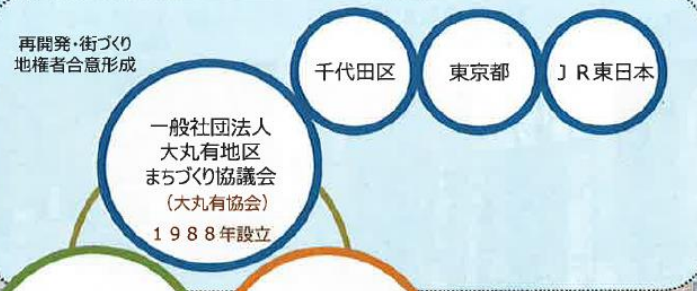 再開発・街づくり
地権者合意形成
千代田区
東京都
ＪＲ東日本
一般社団法人
大丸有地区
まちづくり協議会
（大丸有協会）
１９８８年設立